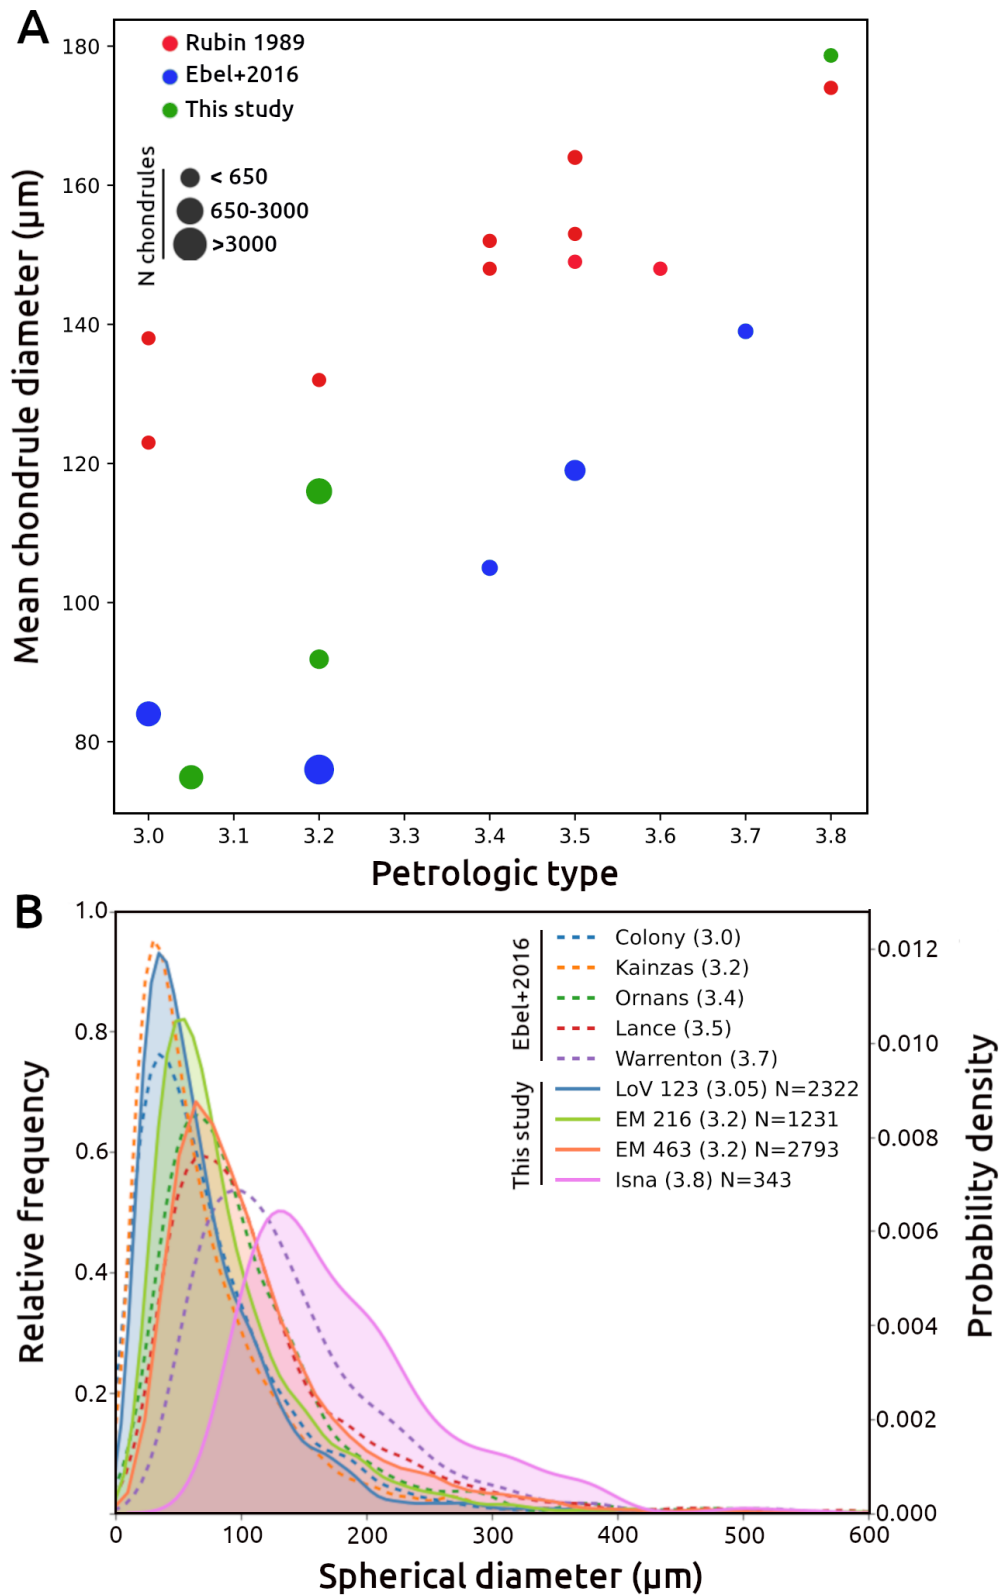 A
Rubin 1989
Ebel+2016
This study
N chondrules
< 650
650-3000
>3000
Mean chondrule diameter (μm)
180
160
140
120
100
80
3.0 3.1 3.2 3.3 3.4 3.5 3.6 3.7 3.8
Petrologic type
B
Ebel+2016
Colony (3.0)
Kainzas (3.2)
Ornans (3.4)
Lance (3.5)
Warrenton (3.7)
This study
LoV 123 (3.05) N=2322
EM 216 (3.2) N=1231
EM 463 (3.2) N=2793
Isna (3.8) N=343
Relative frequency
1.0
0.8
0.6
0.4
0.2
Probability density
0.012
0.010
0.008
0.006
0.004
0.002
0.000
0 100 200 300 400 500 600
Spherical diameter (μm)